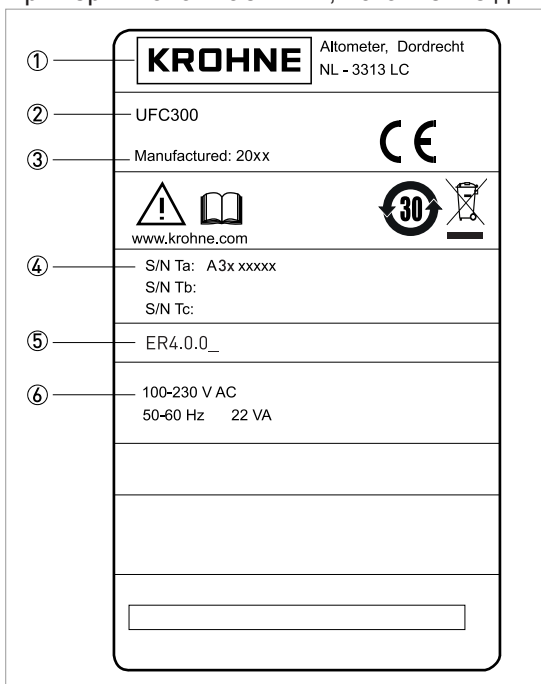 ① KROHNE Altometer, Dordrecht
NL - 3313 LC
② UFC300
CE
③ Manufactured: 20xx
30
www.krohne.com
④ S/N Ta: A3x xxxxx
S/N Tb:
S/N Tc:
⑤ ER4.0.0_
⑥ 100-230 V AC
50-60 Hz 22 VA